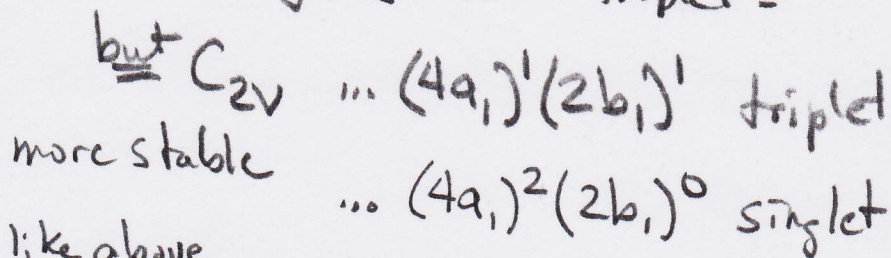 but C₂ᵥ ... (4a₁)¹(2b₁)¹ triplet
more stable
... (4a₁)²(2b₁)⁰ singlet
like above